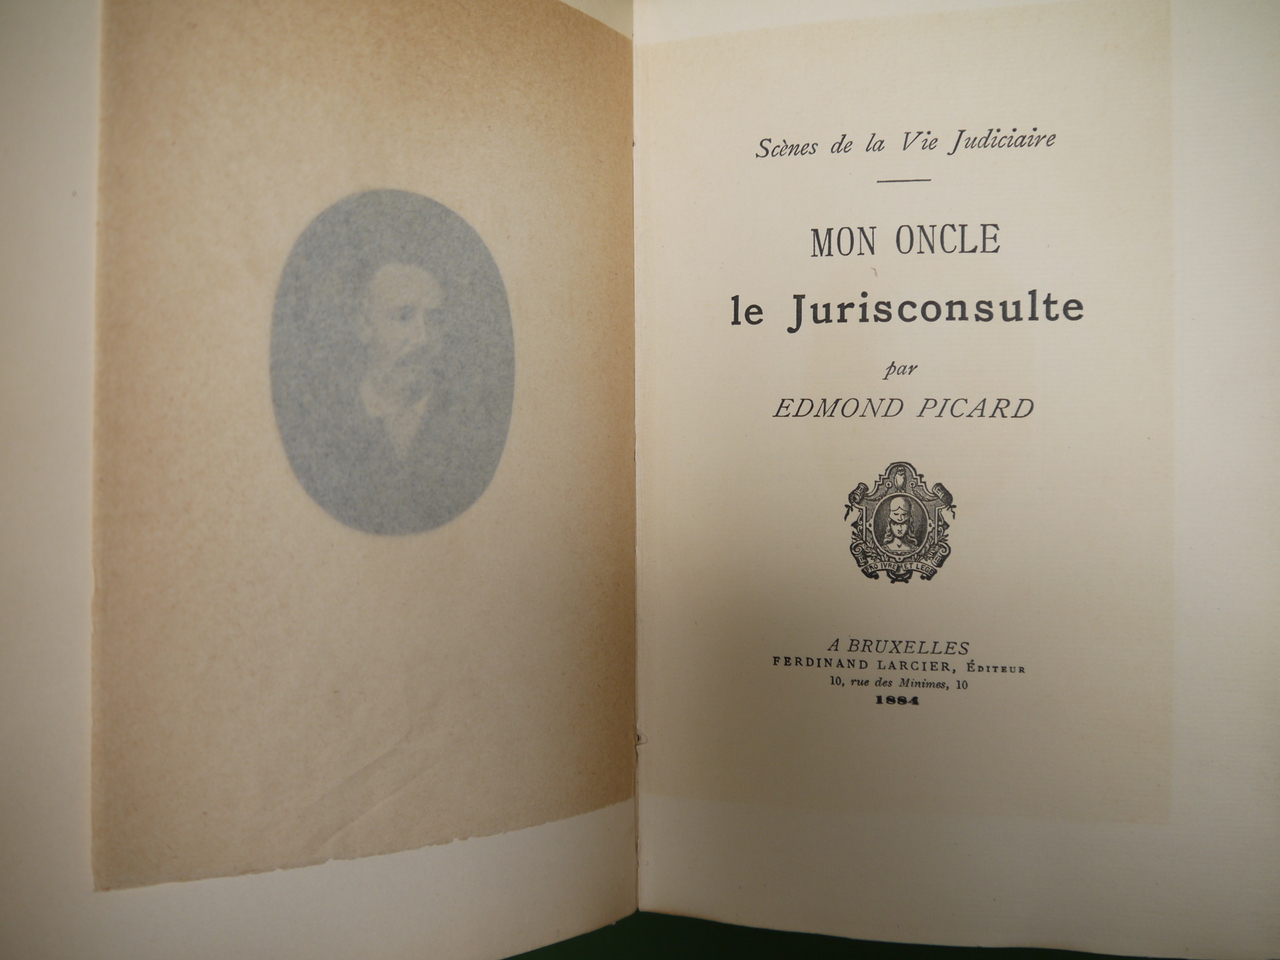 Scènes de la Vie Judiciaire
MON ONCLE
le Jurisconsulte
par
EDMOND PICARD
A BRUXELLES
FERDINAND LARCIER, ÉDITEUR
10, rue des Minimes, 10
1884